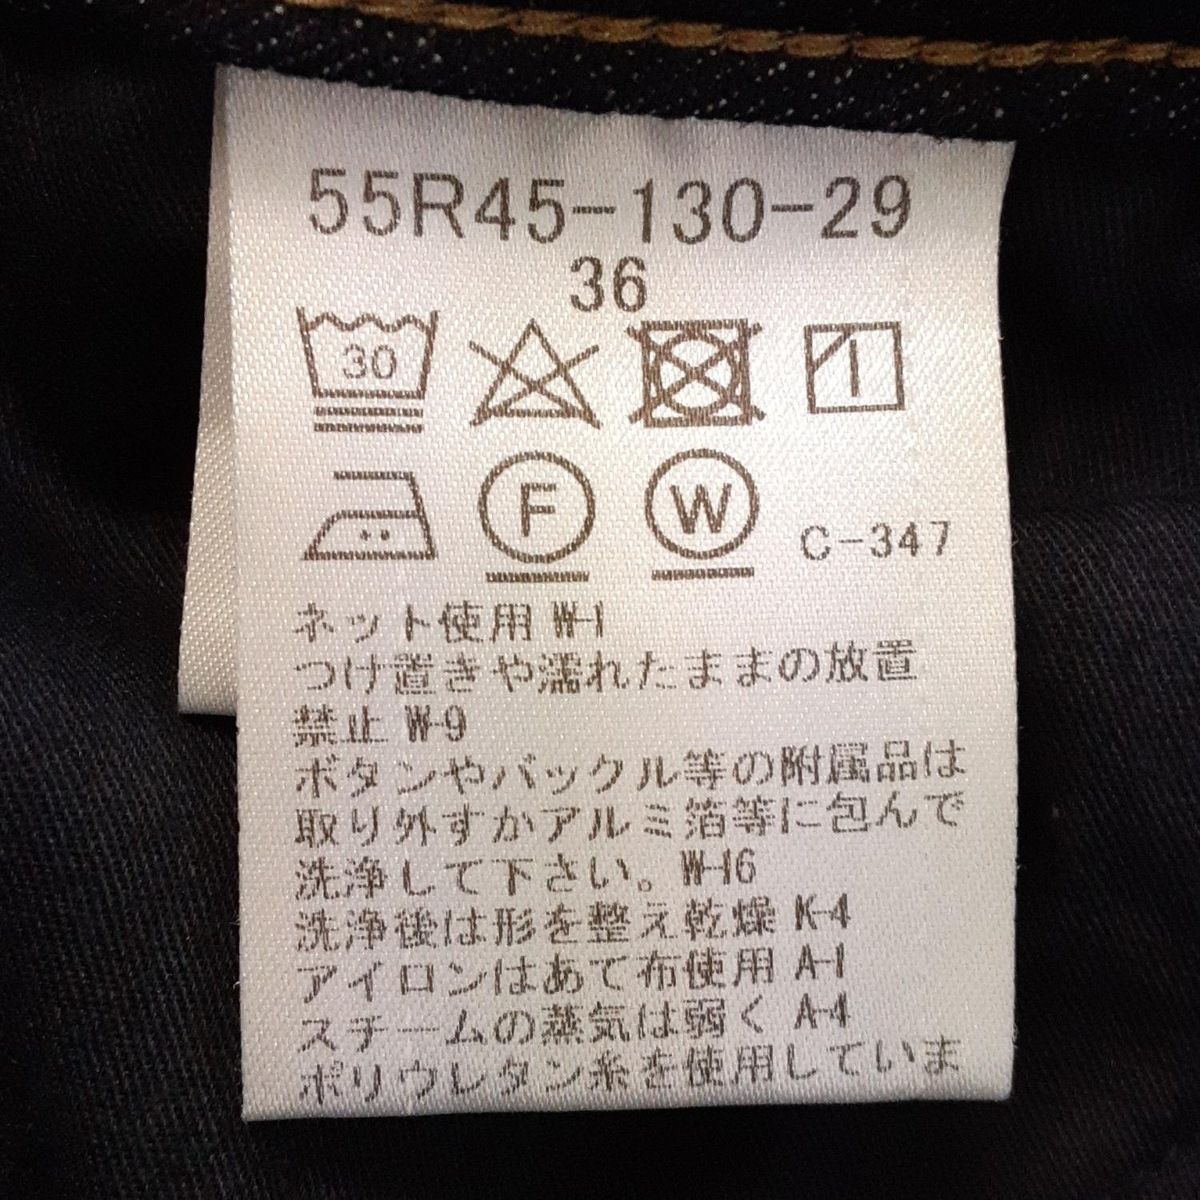 55R45-130-29
36
30
F W C-347
ネット使用 W-1
つけ置きや濡れたままの放置
禁止 W-9
ボタンやバックル等の附属品は
取り外すかアルミ箔等に包んで
洗浄して下さい。W-16
洗浄後は形を整え乾燥 K-4
アイロンはあて布使用 A-1
スチームの蒸気は弱く A-4
ポリウレタン糸を使用していま